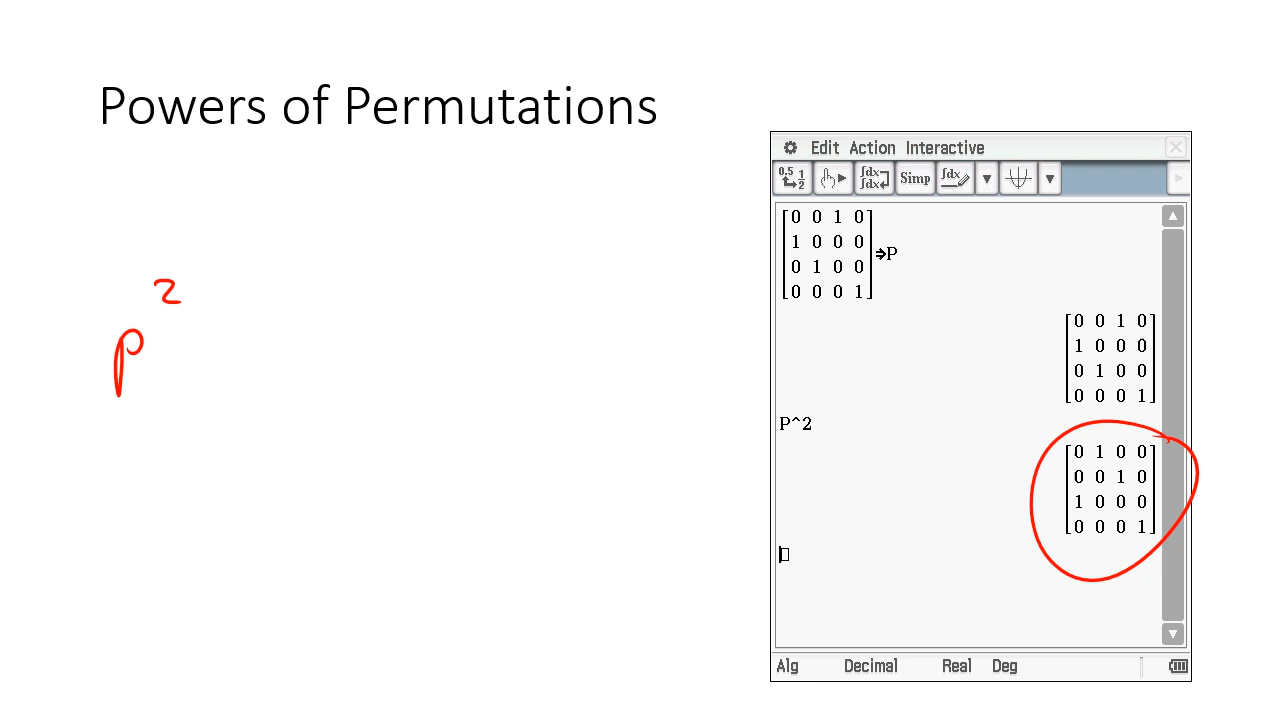 Powers of Permutations
P²
Edit Action Interactive
0.5 1/2 ∫dx ∫dx Simp ∫dx
0 0 1 0
1 0 0 0
0 1 0 0
0 0 0 1
⇒P
0 0 1 0
1 0 0 0
0 1 0 0
0 0 0 1
P^2
0 1 0 0
0 0 1 0
1 0 0 0
0 0 0 1
Alg Decimal Real Deg